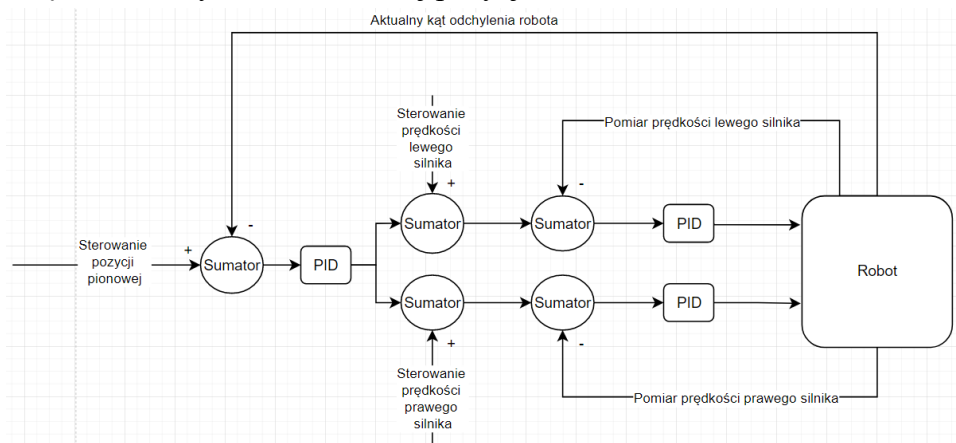 Aktualny kąt odchylenia robota
Sterowanie
prędkości
lewego
silnika
+
Pomiar prędkości lewego silnika
-
Sterowanie
pozycji
pionowej
+
-
Sumator
PID
Sumator
Sumator
PID
Sumator
Sumator
PID
Robot
+
-
Sterowanie
prędkości
prawego
silnika
Pomiar prędkości prawego silnika